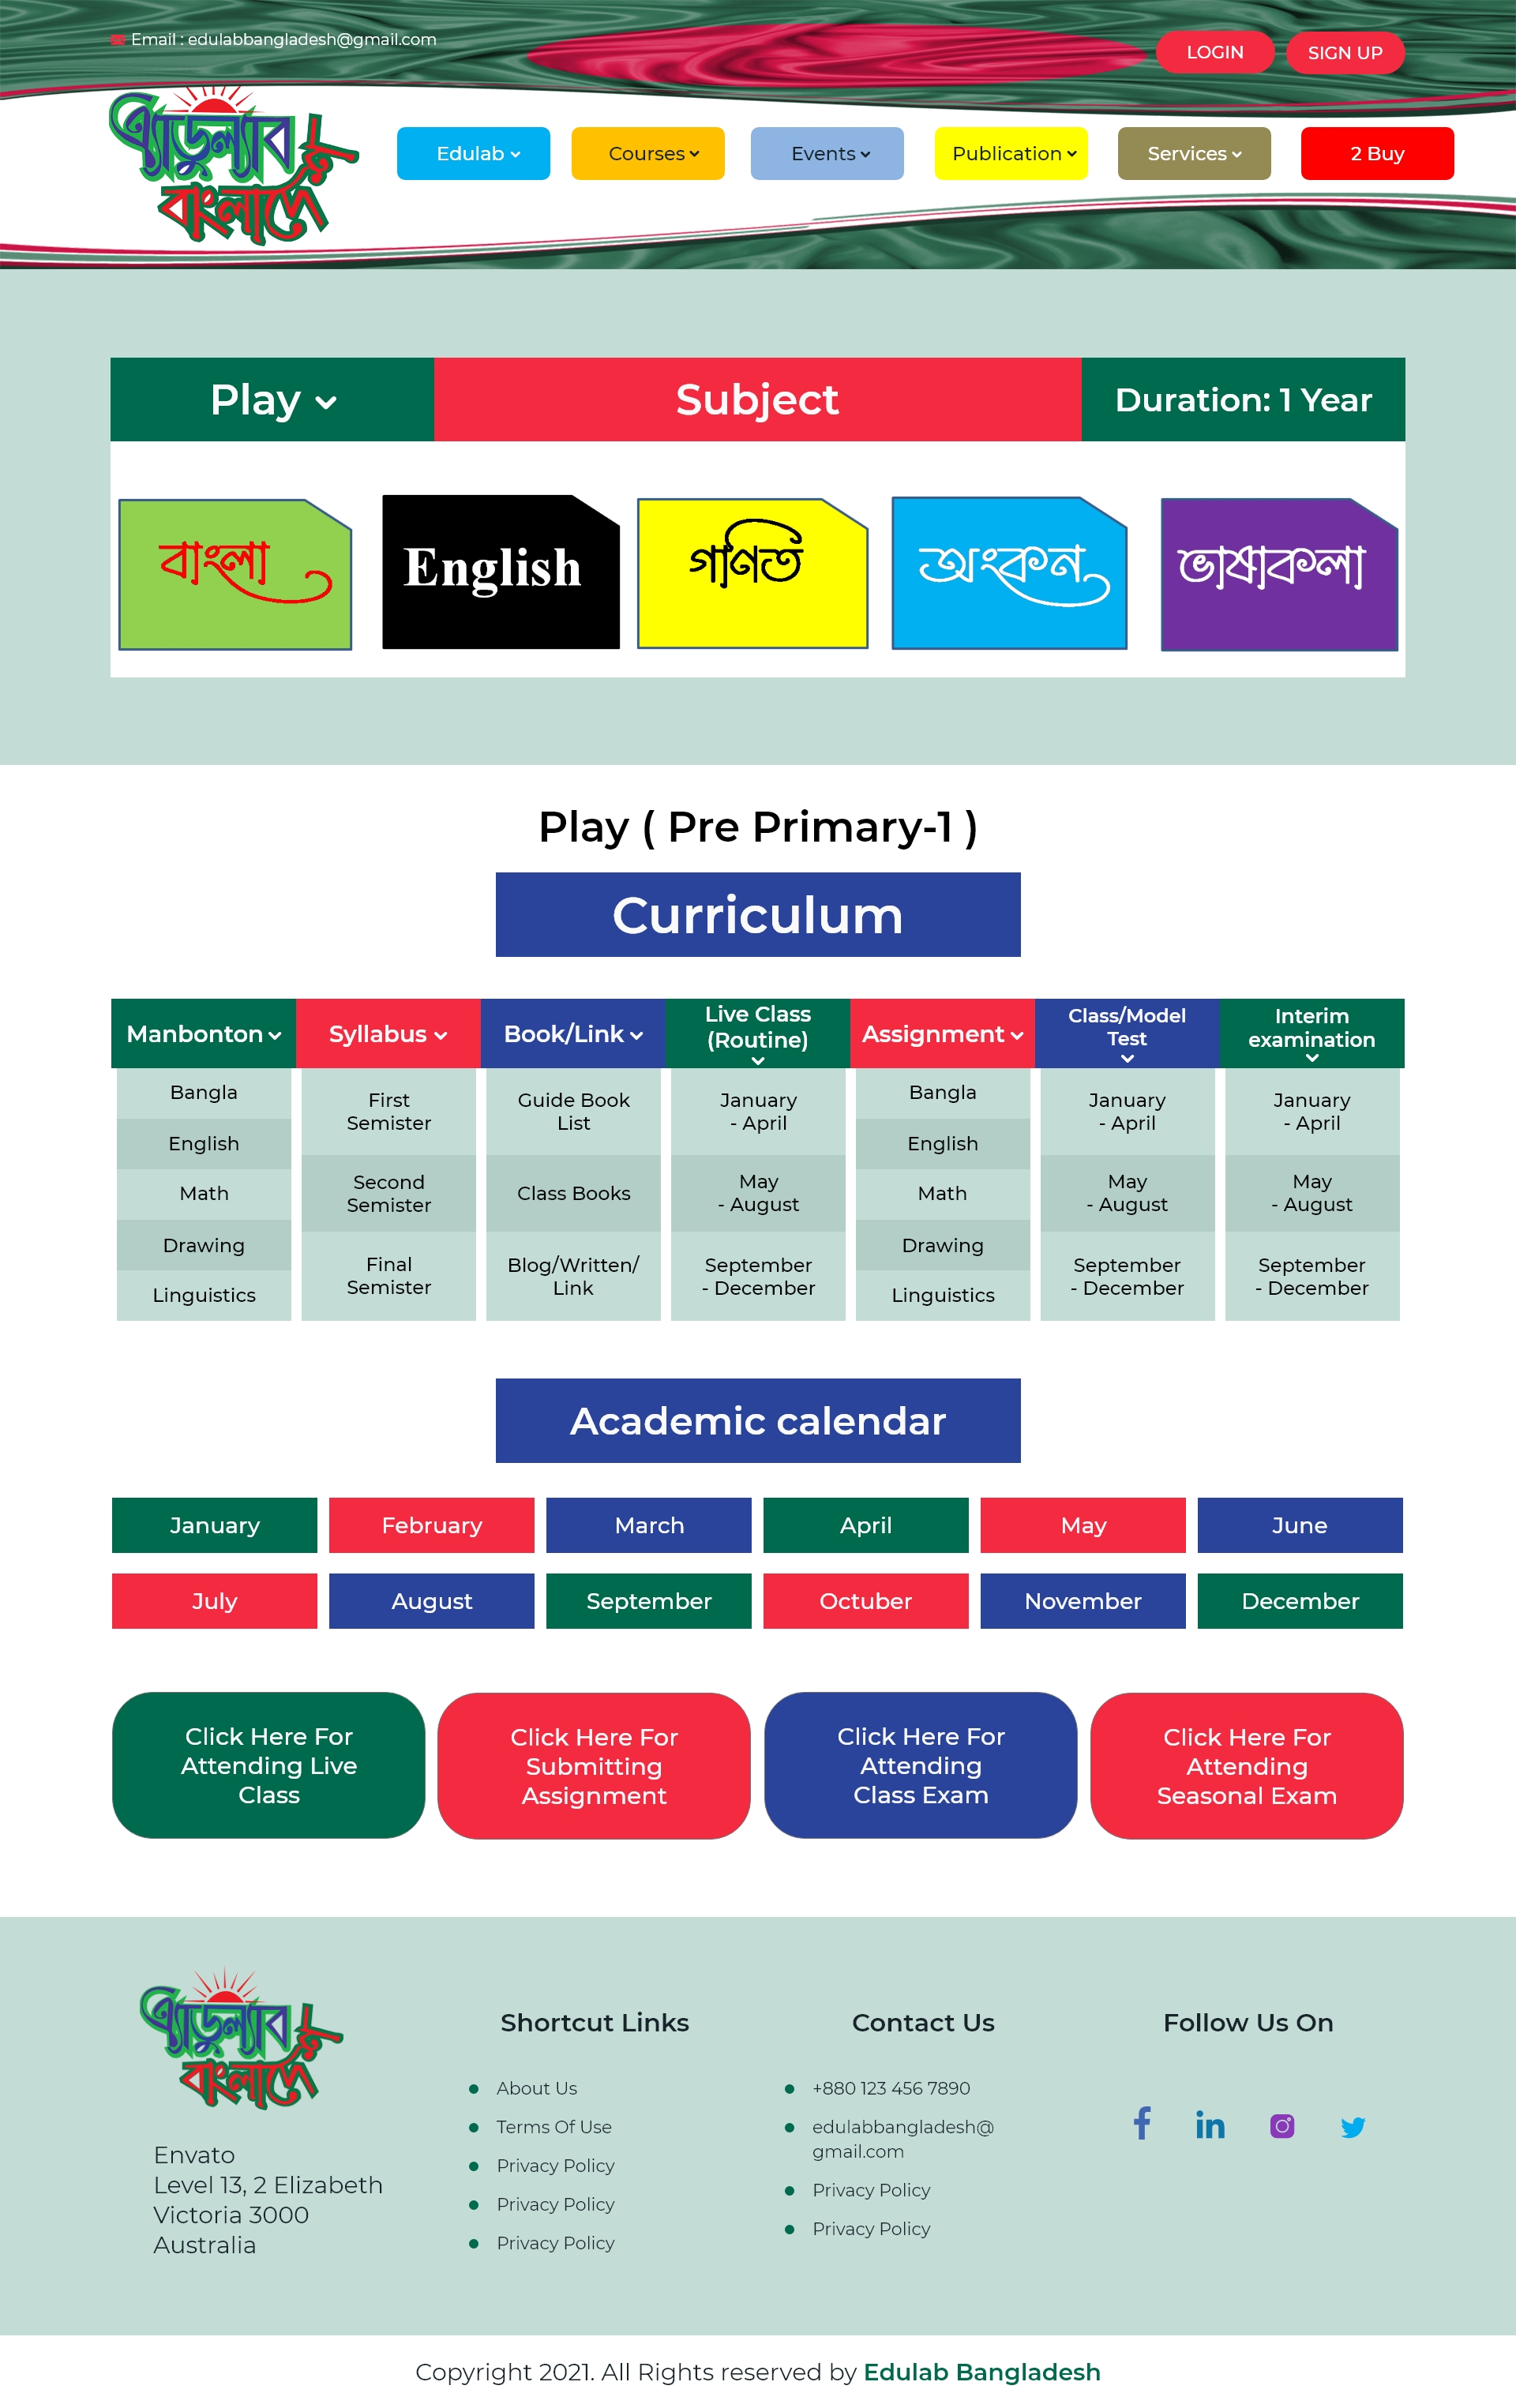 Email : edulabbangladesh@gmail.com
LOGIN
SIGN UP
এ্যাডুল্যাব
বাংলাদেশ
Edulab
Courses
Events
Publication
Services
2 Buy
Play
Subject
Duration: 1 Year
বাংলা
English
গণিত
অংকন
ভাষাকলা
Play ( Pre Primary-1 )
Curriculum
Manbonton
Syllabus
Book/Link
Live Class
(Routine)
Assignment
Class/Model
Test
Interim
examination
Bangla
English
Math
Drawing
Linguistics
First
Semister
Second
Semister
Final
Semister
Guide Book
List
Class Books
Blog/Written/
Link
January
- April
May
- August
September
- December
Bangla
English
Math
Drawing
Linguistics
January
- April
May
- August
September
- December
January
- April
May
- August
September
- December
Academic calendar
January
February
March
April
May
June
July
August
September
Octuber
November
December
Click Here For
Attending Live
Class
Click Here For
Submitting
Assignment
Click Here For
Attending
Class Exam
Click Here For
Attending
Seasonal Exam
এ্যাডুল্যাব
বাংলাদেশ
Envato
Level 13, 2 Elizabeth
Victoria 3000
Australia
Shortcut Links
About Us
Terms Of Use
Privacy Policy
Privacy Policy
Privacy Policy
Contact Us
+880 123 456 7890
edulabbangladesh@
gmail.com
Privacy Policy
Privacy Policy
Follow Us On
Copyright 2021. All Rights reserved by Edulab Bangladesh